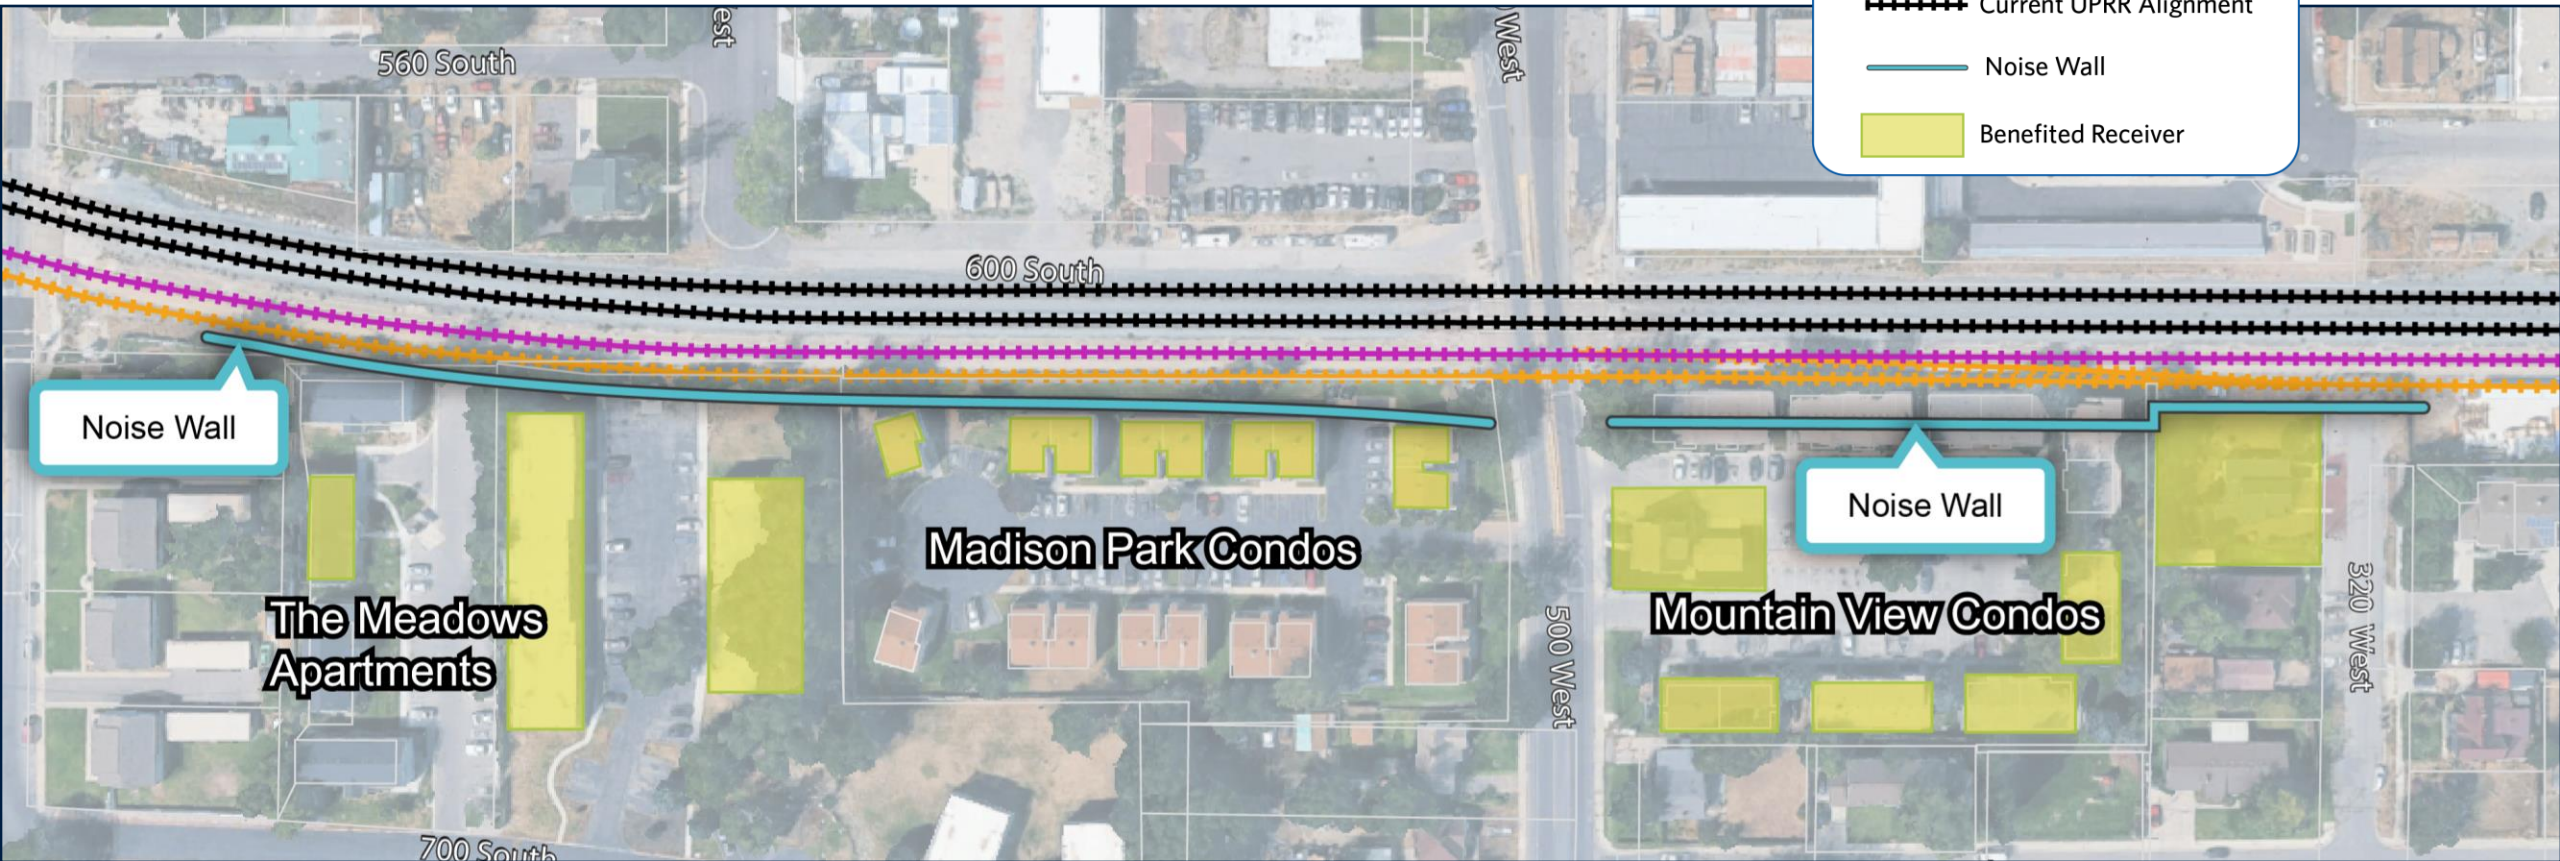 Current UPRR Alignment
Noise Wall
Benefited Receiver
560 South
West
600 South
Noise Wall
Noise Wall
Madison Park Condos
The Meadows
Apartments
Mountain View Condos
500 West
320 West
700 South